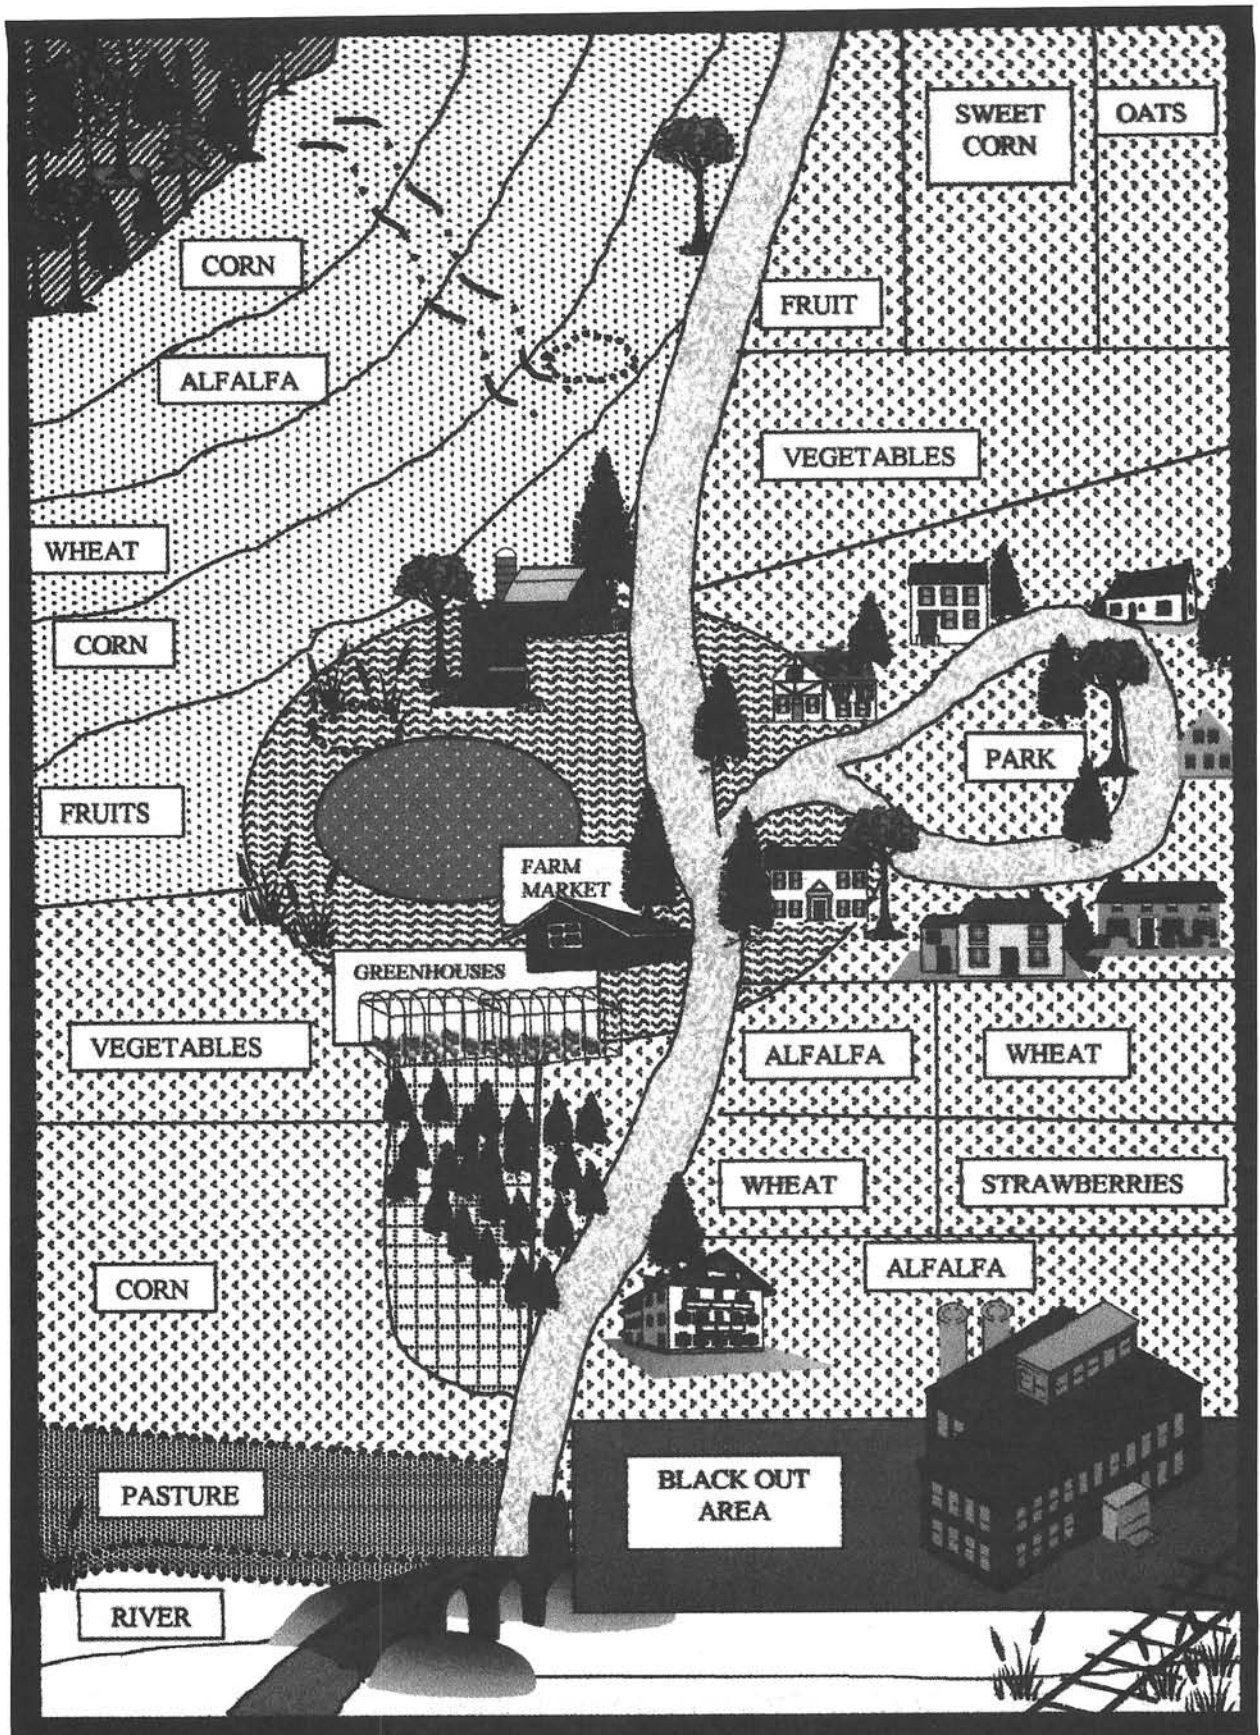 SWEET
CORN
OATS
CORN
FRUIT
ALFALFA
VEGETABLES
WHEAT
CORN
PARK
FRUITS
FARM
MARKET
GREENHOUSES
VEGETABLES
ALFALFA
WHEAT
WHEAT
STRAWBERRIES
ALFALFA
CORN
BLACK OUT
AREA
PASTURE
RIVER